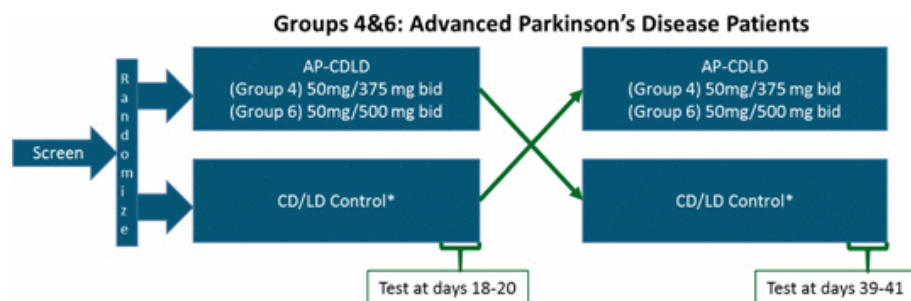 Groups 4&6: Advanced Parkinson's Disease Patients
Screen
Randomize
AP-CDLD
(Group 4) 50mg/375 mg bid
(Group 6) 50mg/500 mg bid
CD/LD Control*
Test at days 18-20
AP-CDLD
(Group 4) 50mg/375 mg bid
(Group 6) 50mg/500 mg bid
CD/LD Control*
Test at days 39-41